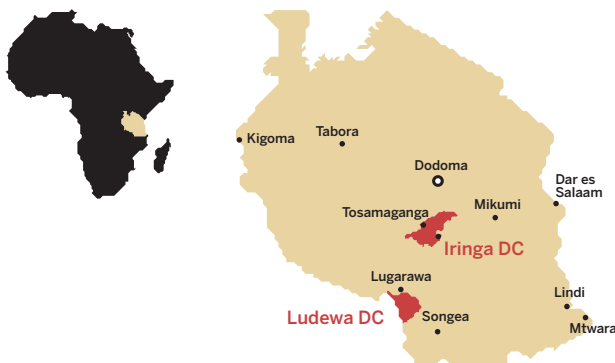 Kigoma
Tabora
Dodoma
Dar es
Salaam
Tosamaganga
Mikumi
Iringa DC
Lugarawa
Ludewa DC
Songea
Lindi
Mtwara